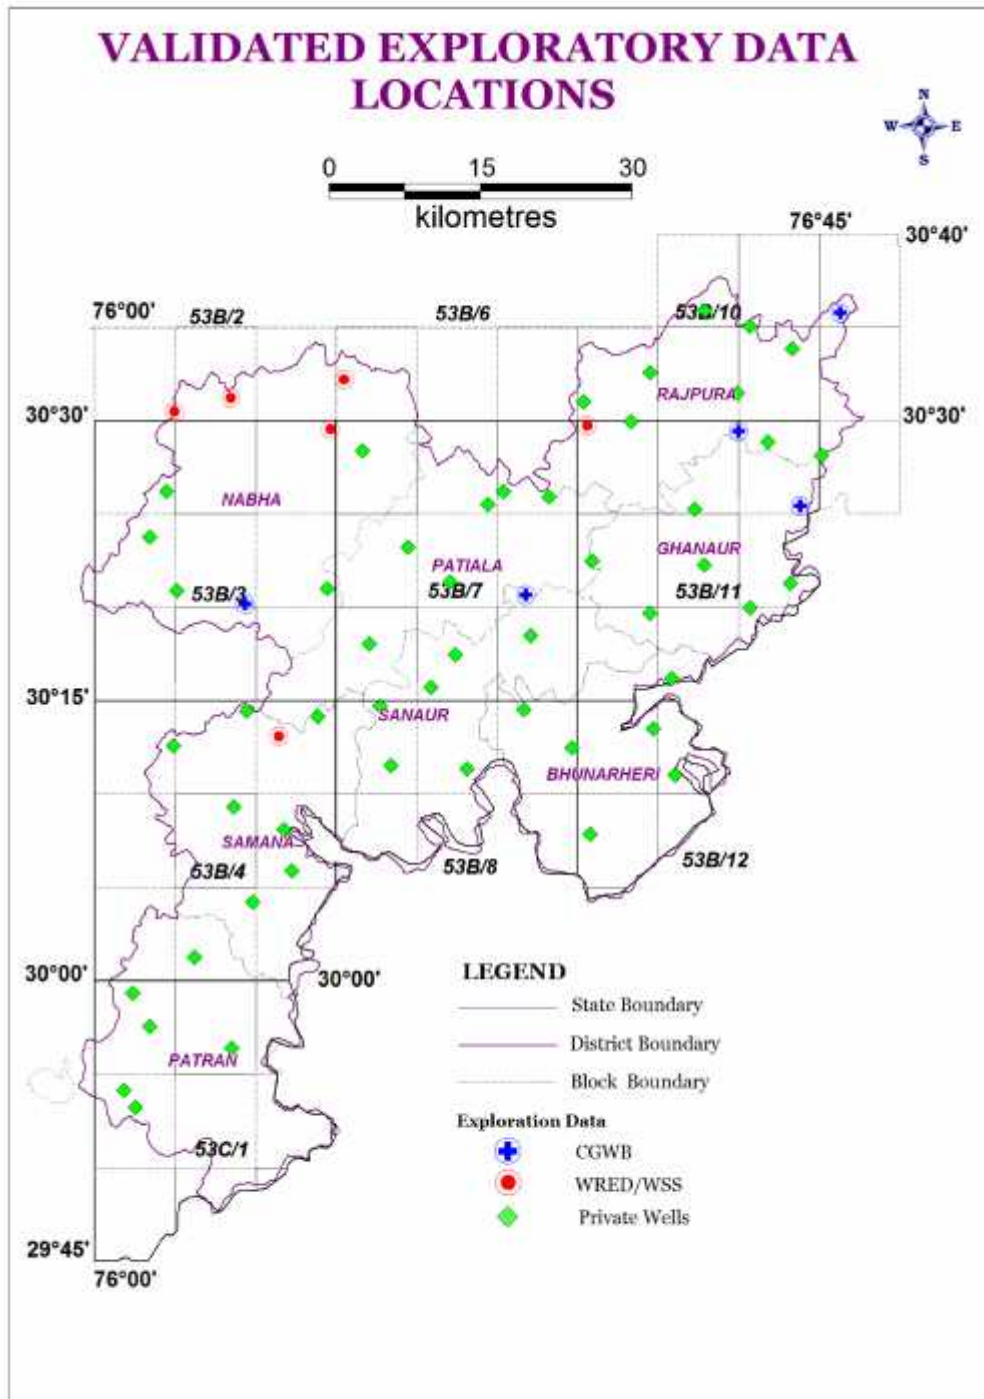 VALIDATED EXPLORATORY DATA
LOCATIONS
N
W E
S
0 15 30
kilometres
76°45'
30°40'
76°00'
53B/2
53B/6
53B/10
RAJPURA
30°30'
30°30'
NABHA
PATIALA
GHANAUR
53B/3
53B/7
53B/11
30°15'
SANAUR
BHUNARHERI
SAMANA
53B/4
53B/8
53B/12
30°00'
30°00'
LEGEND
State Boundary
District Boundary
Block Boundary
PATRAN
Exploration Data
CGWB
WRED/WSS
Private Wells
53C/1
29°45'
76°00'